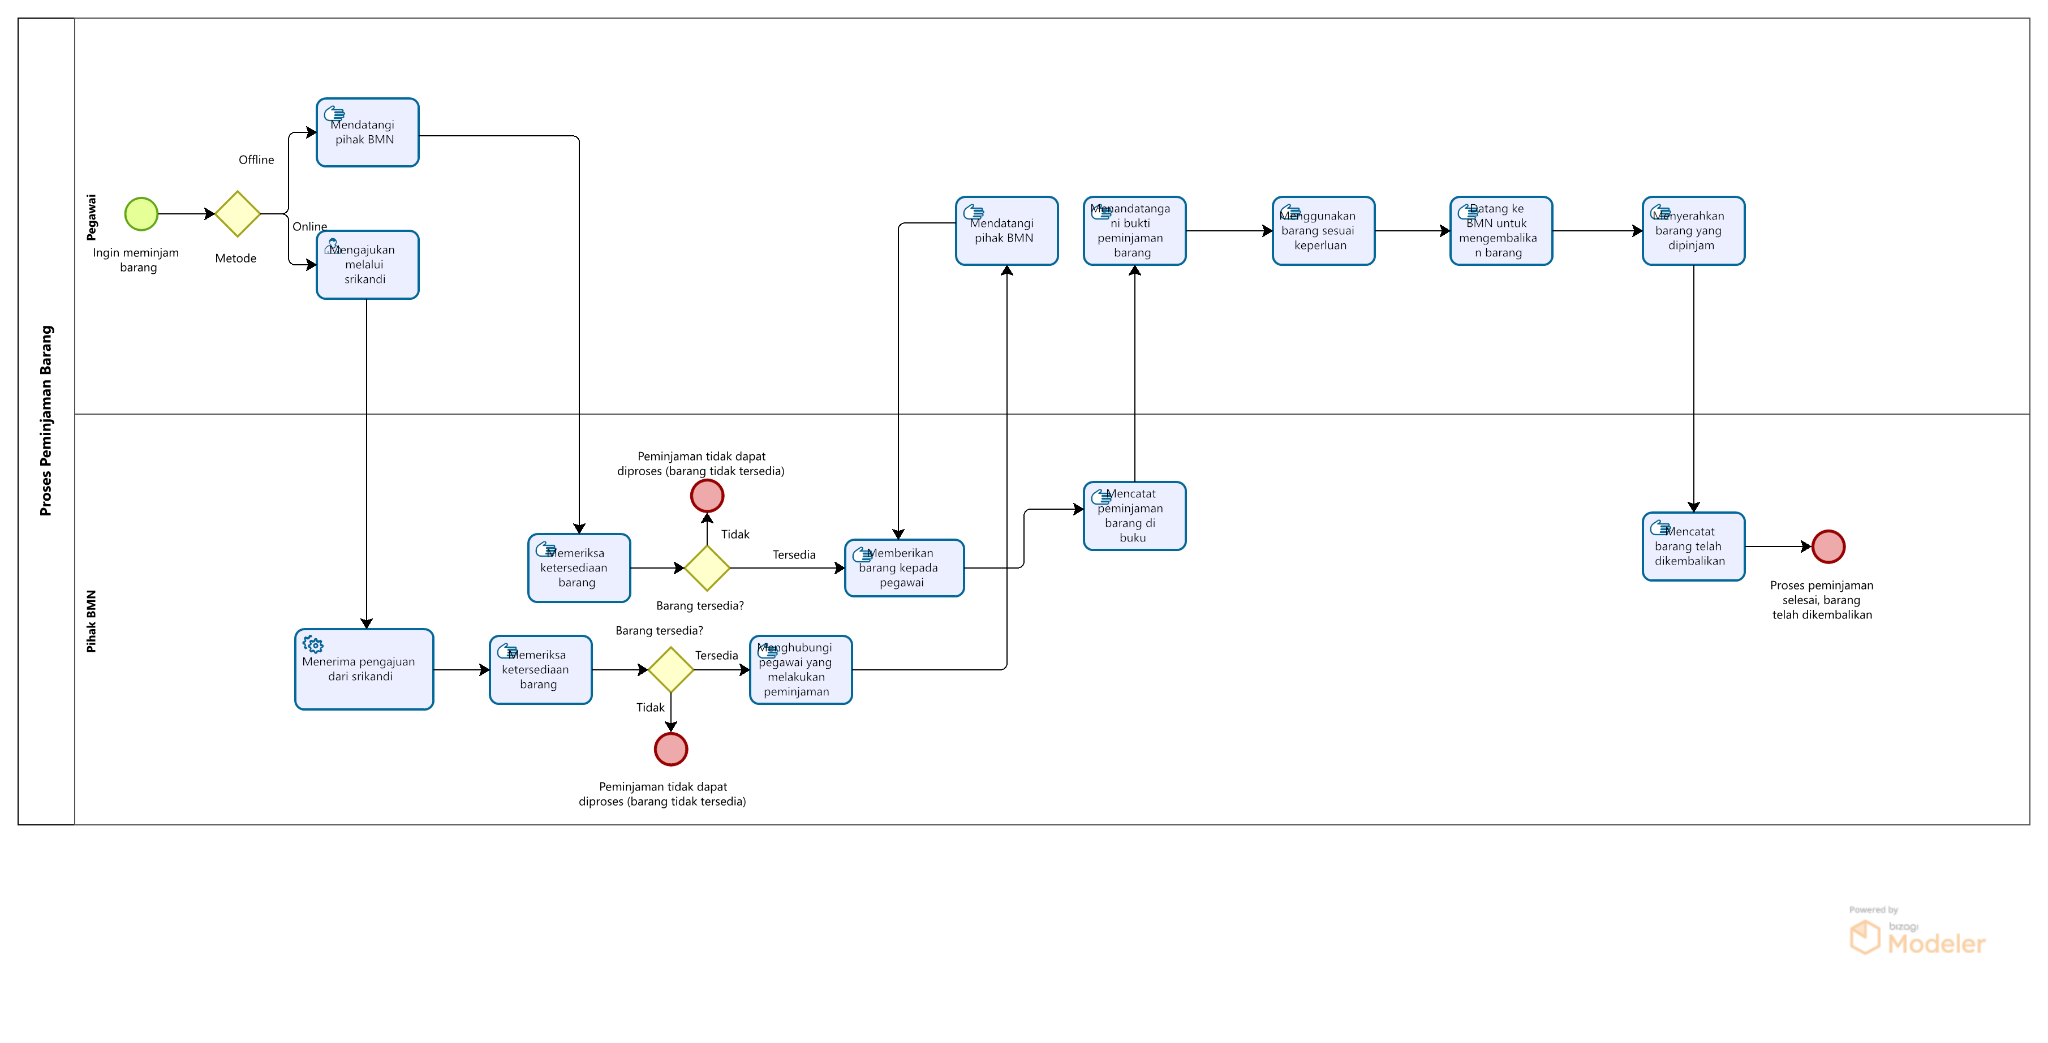 Proses Peminjaman Barang
Pegawai
Ingin meminjam
barang
Metode
Offline
Online
Mendatangi
pihak BMN
Mengajukan
melalui
srikandi
Mendatangi
pihak BMN
Menandatanga
ni bukti
peminjaman
barang
Menggunakan
barang sesuai
keperluan
Datang ke
BMN untuk
mengembalika
n barang
Menyerahkan
barang yang
dipinjam
Pihak BMN
Peminjaman tidak dapat
diproses (barang tidak tersedia)
Tidak
Memeriksa
ketersediaan
barang
Tersedia
Barang tersedia?
Memberikan
barang kepada
pegawai
Mencatat
peminjaman
barang di
buku
Mencatat
barang telah
dikembalikan
Proses peminjaman
selesai, barang
telah dikembalikan
Menerima pengajuan
dari srikandi
Memeriksa
ketersediaan
barang
Barang tersedia?
Tersedia
Tidak
Menghubungi
pegawai yang
melakukan
peminjaman
Peminjaman tidak dapat
diproses (barang tidak tersedia)
Powered by
bizagi
Modeler